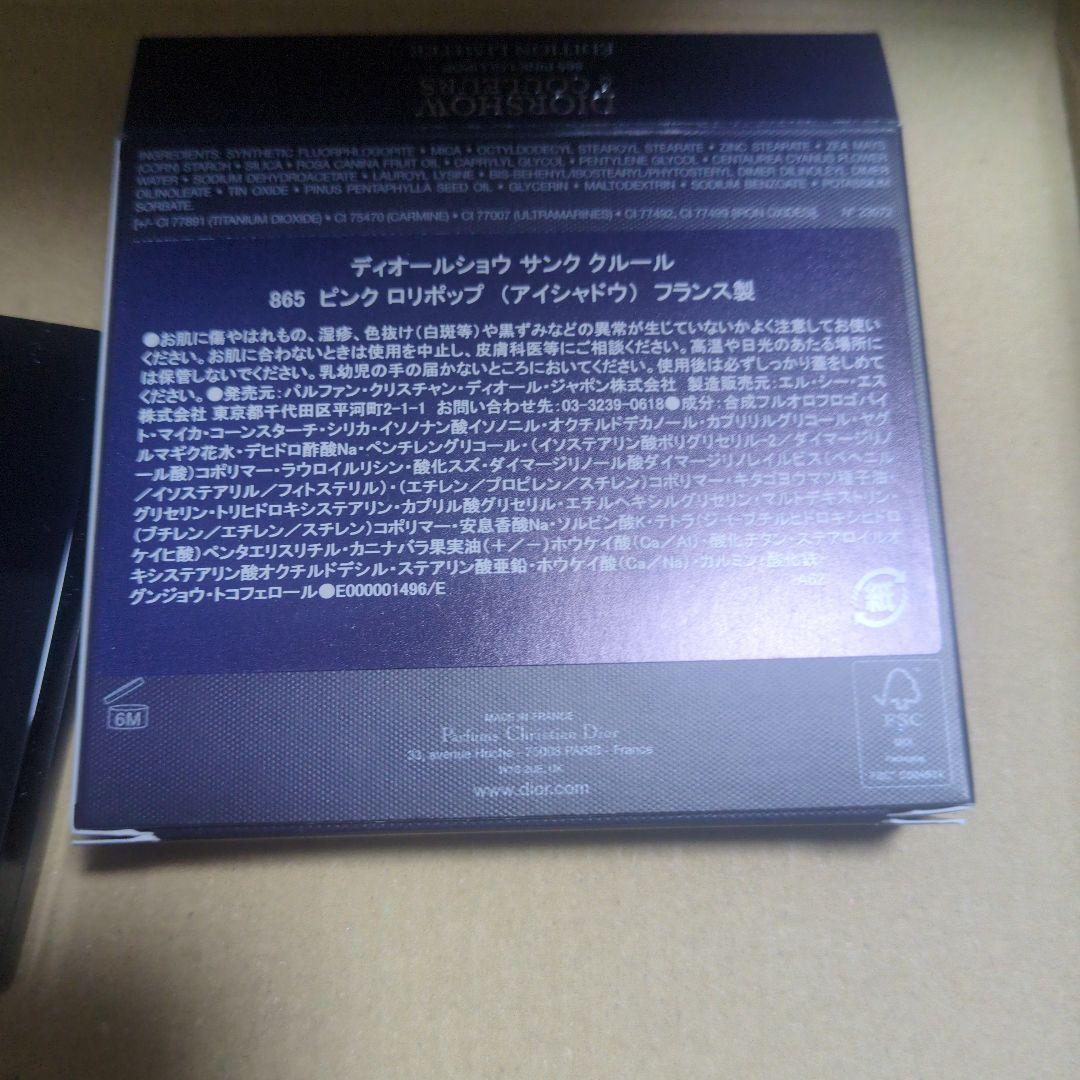 ÉDITION LIMITÉE
DIORSHOW
5 COULEURS
INGREDIENTS: SYNTHETIC FLUORPHLOGOPITE • MICA • OCTYLDODECYL STEAROYL STEARATE • ZINC STEARATE • ZEA MAYS
(CORN) STARCH • SILICA • ROSA CANINA FRUIT OIL • CAPRYLYL GLYCOL • PENTYLENE GLYCOL • CENTAUREA CYANUS FLOWER
WATER • SODIUM DEHYDROACETATE • LAUROYL LYSINE • BIS-BEHENYL/ISOSTEARYL/PHYTOSTERYL DIMER DILINOLEYL DIMER
DILINOLEATE • TIN OXIDE • PINUS PENTAPHYLLA SEED OIL • GLYCERIN • MALTODEXTRIN • SODIUM BENZOATE • POTASSIUM
SORBATE.
[+/- CI 77891 (TITANIUM DIOXIDE) • CI 75470 (CARMINE) • CI 77007 (ULTRAMARINES) • CI 77492, CI 77499 (IRON OXIDES)]. N° 23972
ディオールショウ サンク クルール
865 ピンク ロリポップ (アイシャドウ) フランス製
●お肌に傷やはれもの、湿疹、色抜け(白斑等)や黒ずみなどの異常が生じていないかよく注意してお使い
ください。お肌に合わないときは使用を中止し、皮膚科医等にご相談ください。高温や日光のあたる場所に
は保管しないでください。乳幼児の手の届かないところにおいてください。使用後は必ずしっかり蓋をしめて
ください。●発売元:パルファン・クリスチャン・ディオール・ジャポン株式会社 製造販売元:エル・シー・エス
株式会社 東京都千代田区平河町2-1-1 お問い合わせ先:03-3239-0618●成分:合成フルオロフロゴパイ
ト・マイカ・コーンスターチ・シリカ・イソノナン酸イソノニル・オクチルドデカノール・カプリリルグリコール・ヤグ
ルマギク花水・デヒドロ酢酸Na・ペンチレングリコール・(イソステアリン酸ポリグリセリル-2/ダイマージリノ
ール酸)コポリマー・ラウロイルリシン・酸化スズ・ダイマージリノール酸ダイマージリノレイルビス(ベヘニル
/イソステアリル/フィトステリル)・(エチレン/プロピレン/スチレン)コポリマー・キタゴヨウマツ種子油・
グリセリン・トリヒドロキシステアリン・カプリル酸グリセリル・エチルヘキシルグリセリン・マルトデキストリン・
(ブチレン/エチレン/スチレン)コポリマー・安息香酸Na・ソルビン酸K・テトラ(ジ-t-ブチルヒドロキシヒドロ
ケイヒ酸)ペンタエリスリチル・カニナバラ果実油(+/-)ホウケイ酸(Ca/Al)・酸化チタン・ステアロイルオ
キシステアリン酸オクチルドデシル・ステアリン酸亜鉛・ホウケイ酸(Ca/Na)・カルミン・酸化鉄・
グンジョウ・トコフェロール●E000001496/E
A62
紙
6M
MADE IN FRANCE
Parfums Christian Dior
33, avenue Hoche - 75008 PARIS - France
W1S 2UE, UK
www.dior.com
FSC
MIX
Packaging